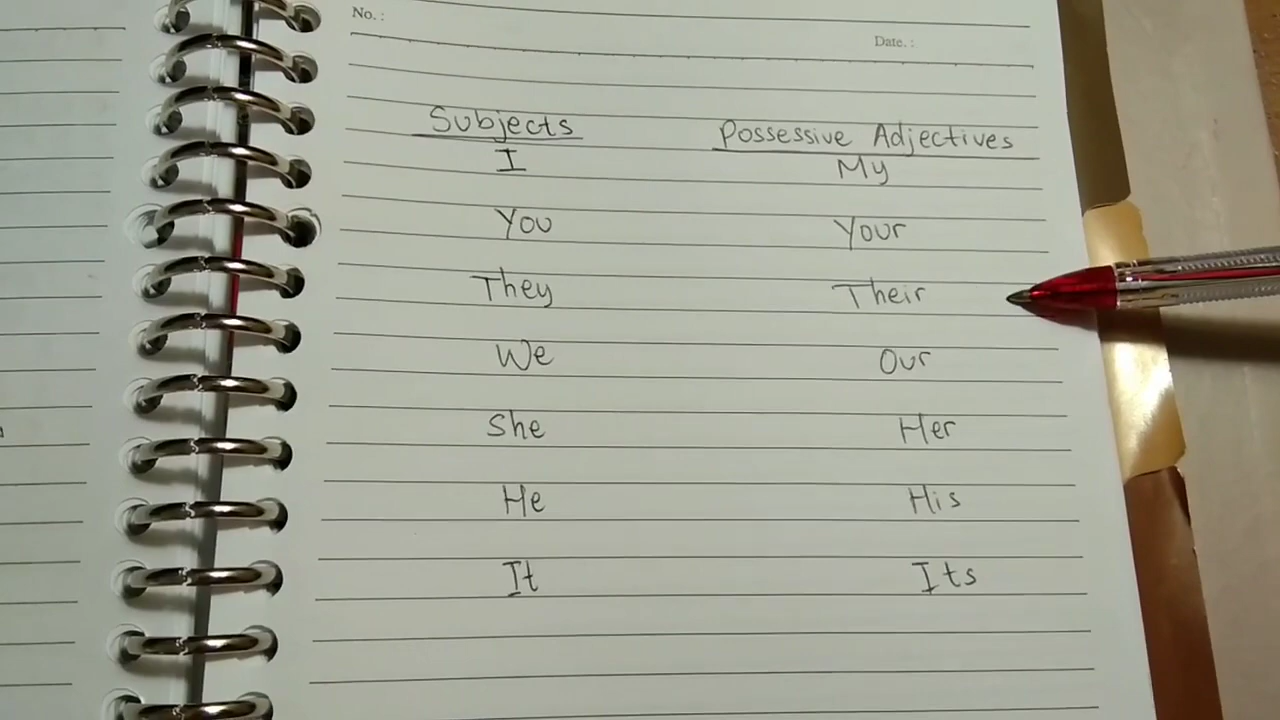 No. :
Date. :
Subjects Possessive Adjectives
I My
You Your
They Their
We Our
She Her
He His
It Its